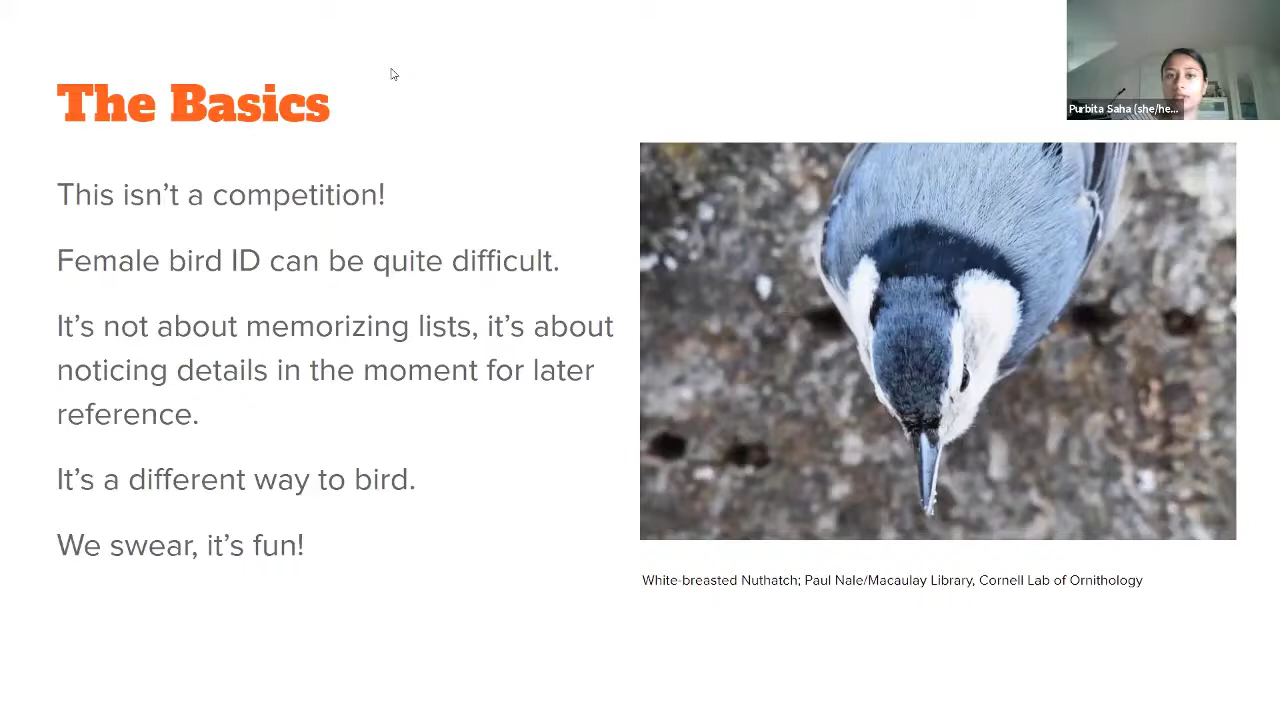 The Basics
Purbita Saha (she/he...
This isn't a competition!
Female bird ID can be quite difficult.
It's not about memorizing lists, it's about
noticing details in the moment for later
reference.
It's a different way to bird.
We swear, it's fun!
White-breasted Nuthatch; Paul Nale/Macaulay Library, Cornell Lab of Ornithology